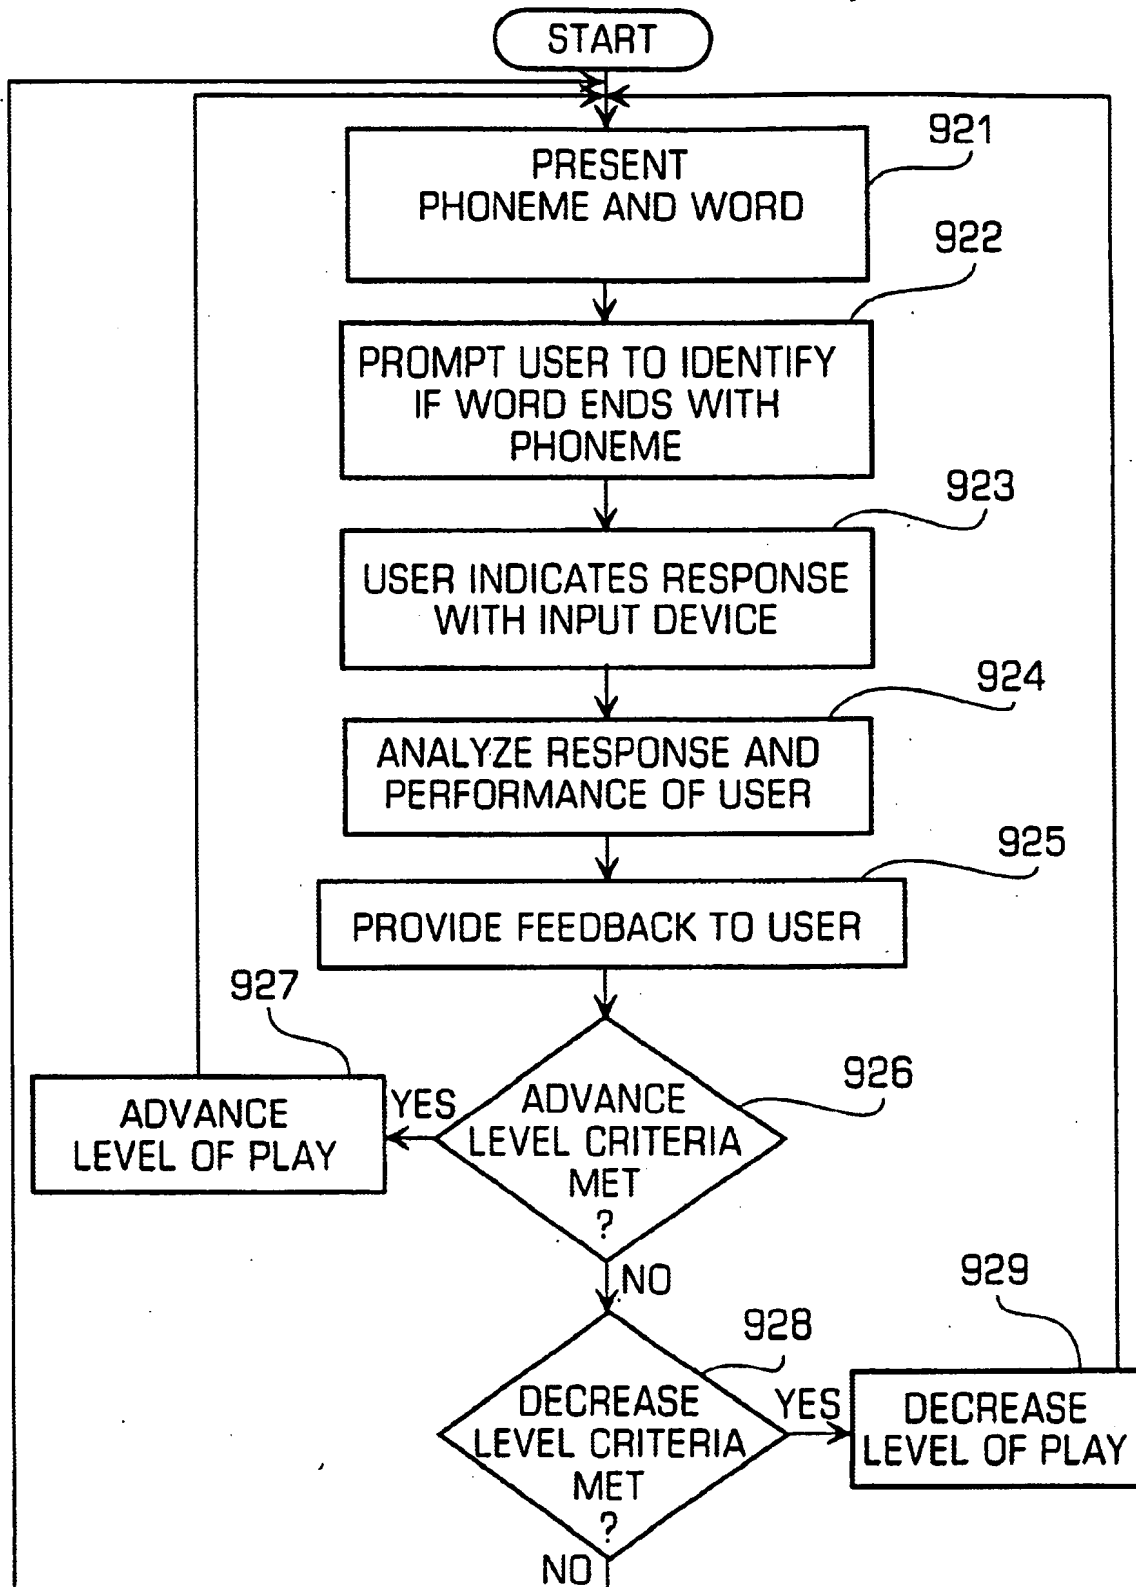 START
921
PRESENT
PHONEME AND WORD
922
PROMPT USER TO IDENTIFY
IF WORD ENDS WITH
PHONEME
923
USER INDICATES RESPONSE
WITH INPUT DEVICE
924
ANALYZE RESPONSE AND
PERFORMANCE OF USER
925
PROVIDE FEEDBACK TO USER
927
926
ADVANCE
LEVEL OF PLAY
YES
ADVANCE
LEVEL CRITERIA
MET
?
NO
929
928
DECREASE
LEVEL CRITERIA
MET
?
YES
DECREASE
LEVEL OF PLAY
NO